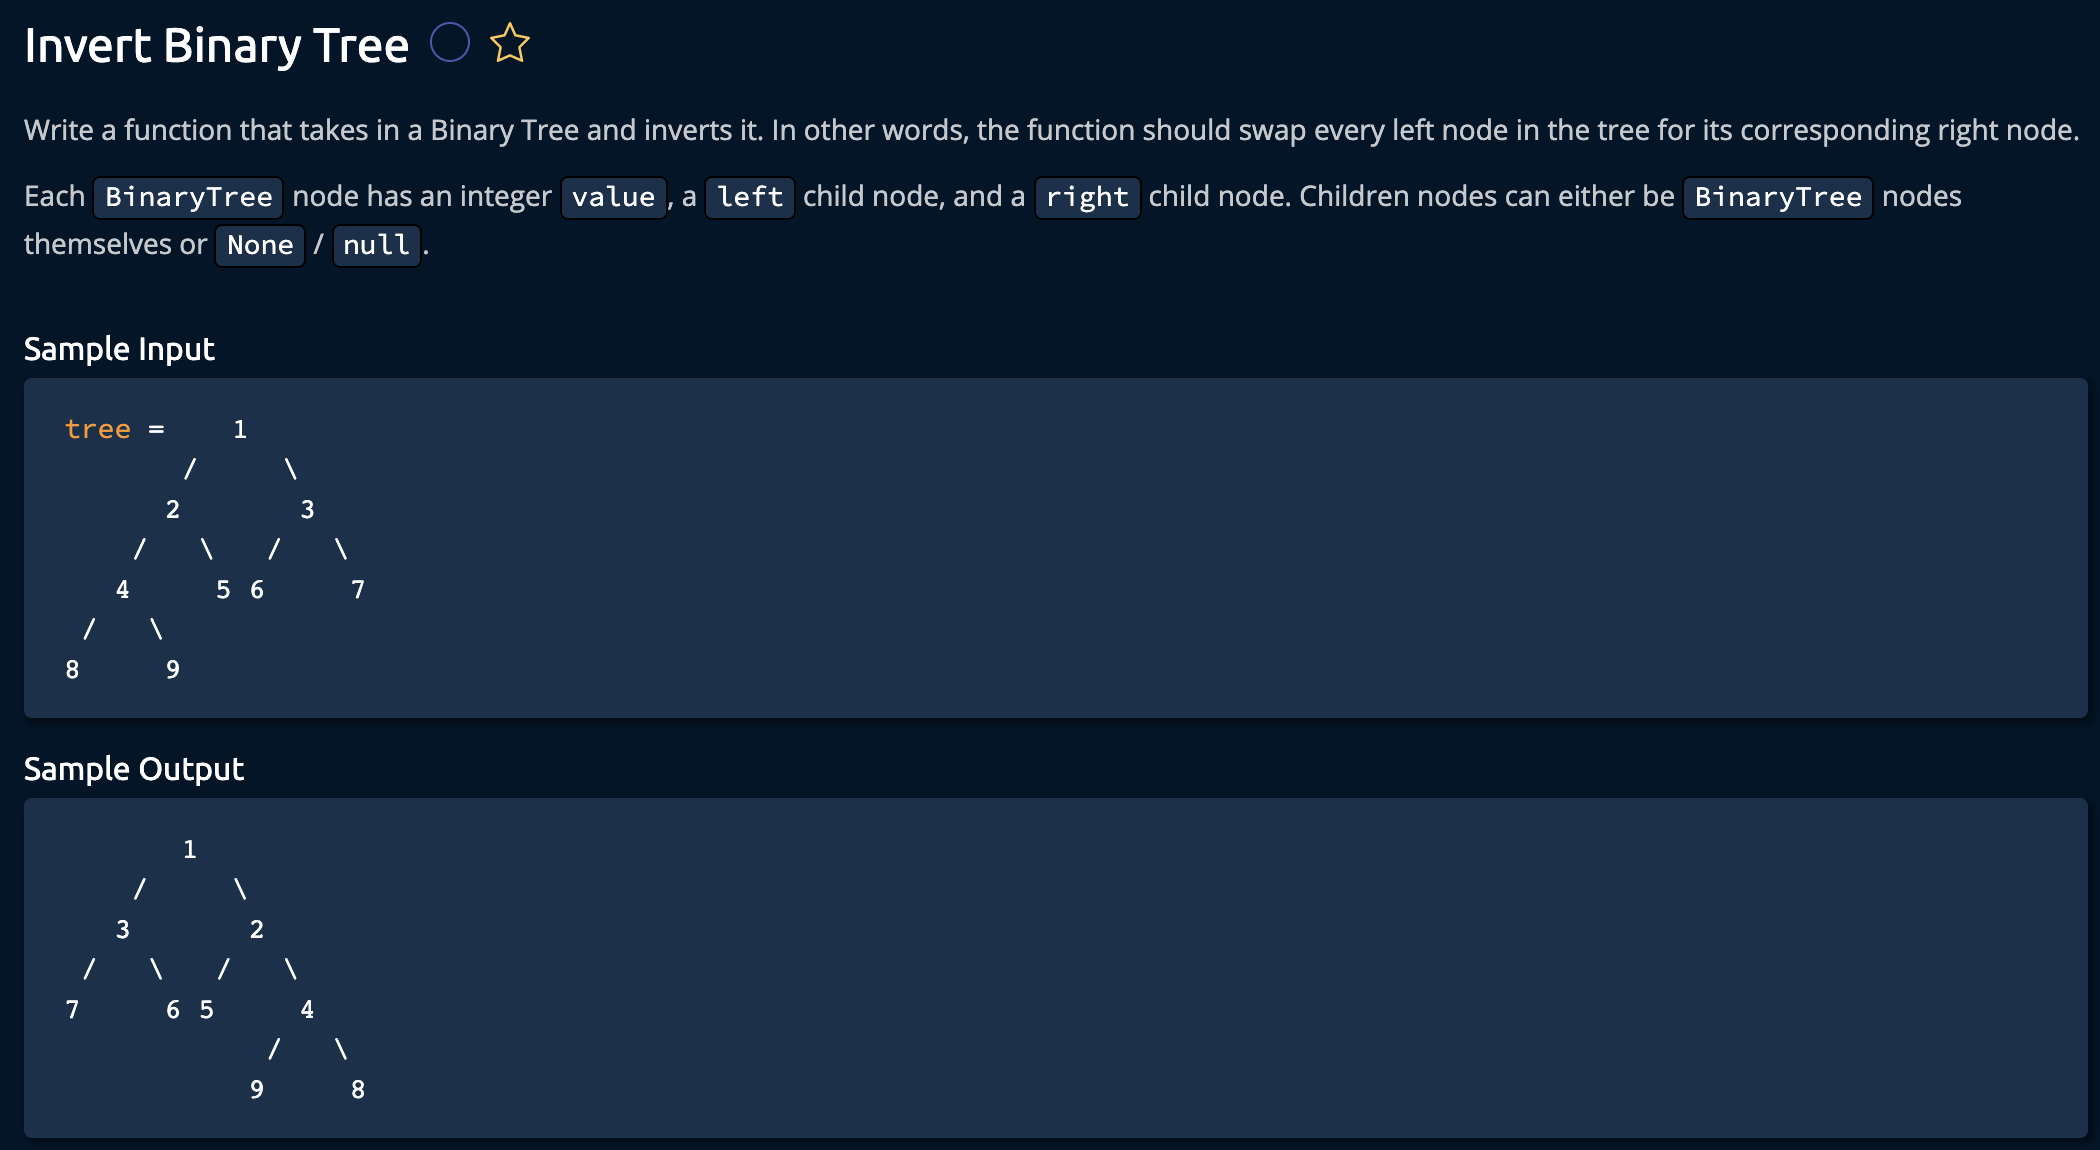 Invert Binary Tree
Write a function that takes in a Binary Tree and inverts it. In other words, the function should swap every left node in the tree for its corresponding right node.
Each BinaryTree node has an integer value, a left child node, and a right child node. Children nodes can either be BinaryTree nodes
themselves or None / null.
Sample Input
tree =    1
       /     \
      2       3
    /   \   /   \
   4     5 6     7
 /   \
8     9
Sample Output
       1
    /     \
   3       2
 /   \   /   \
7     6 5     4
            /   \
           9     8